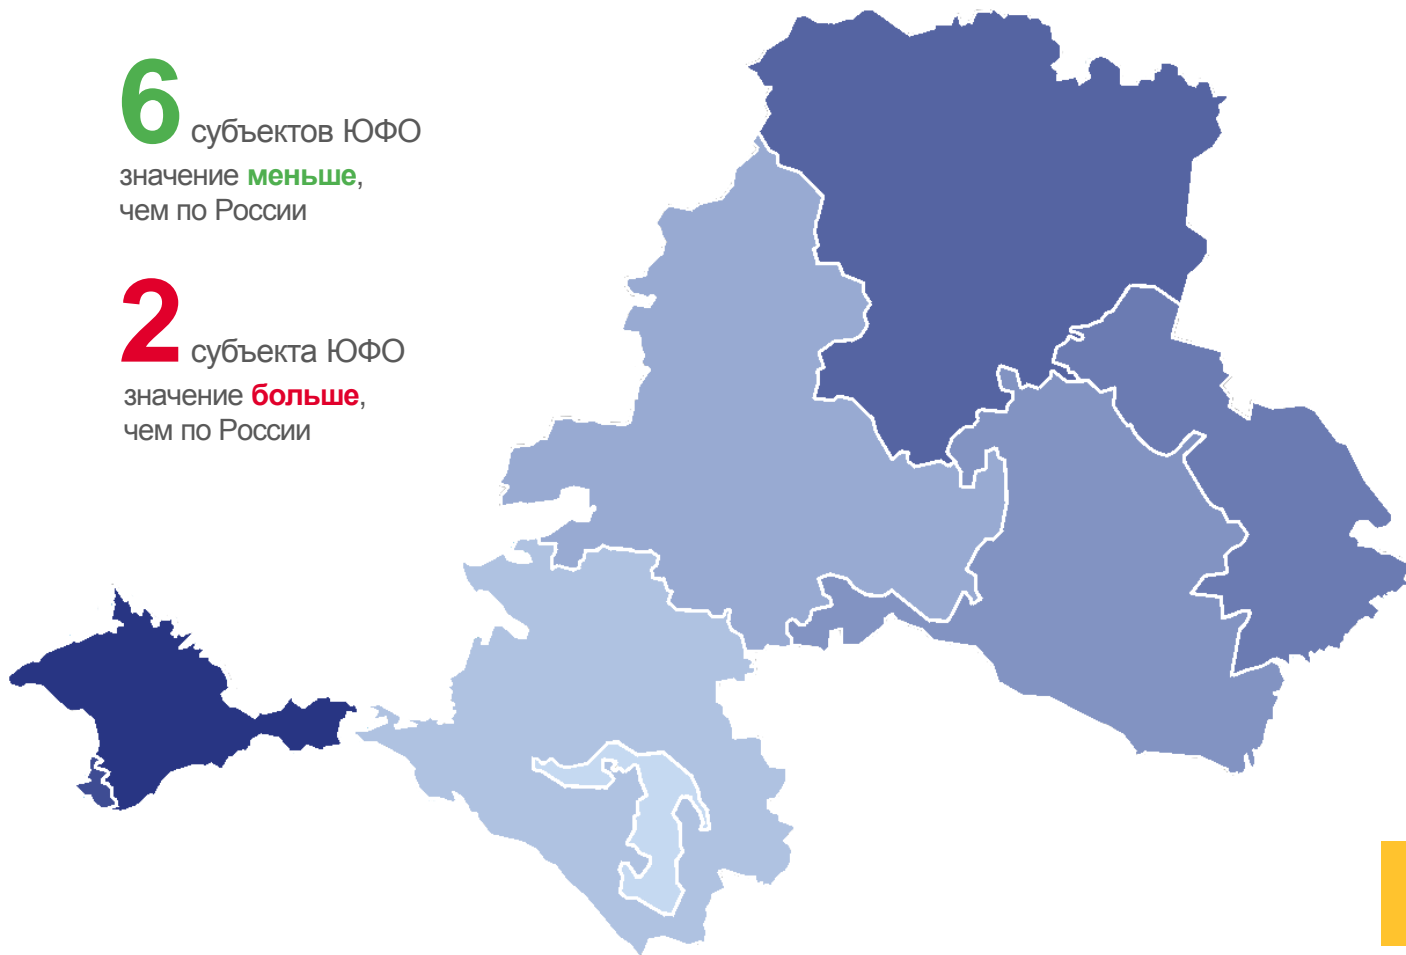 6 субъектов ЮФО
значение меньше,
чем по России
2 субъекта ЮФО
значение больше,
чем по России